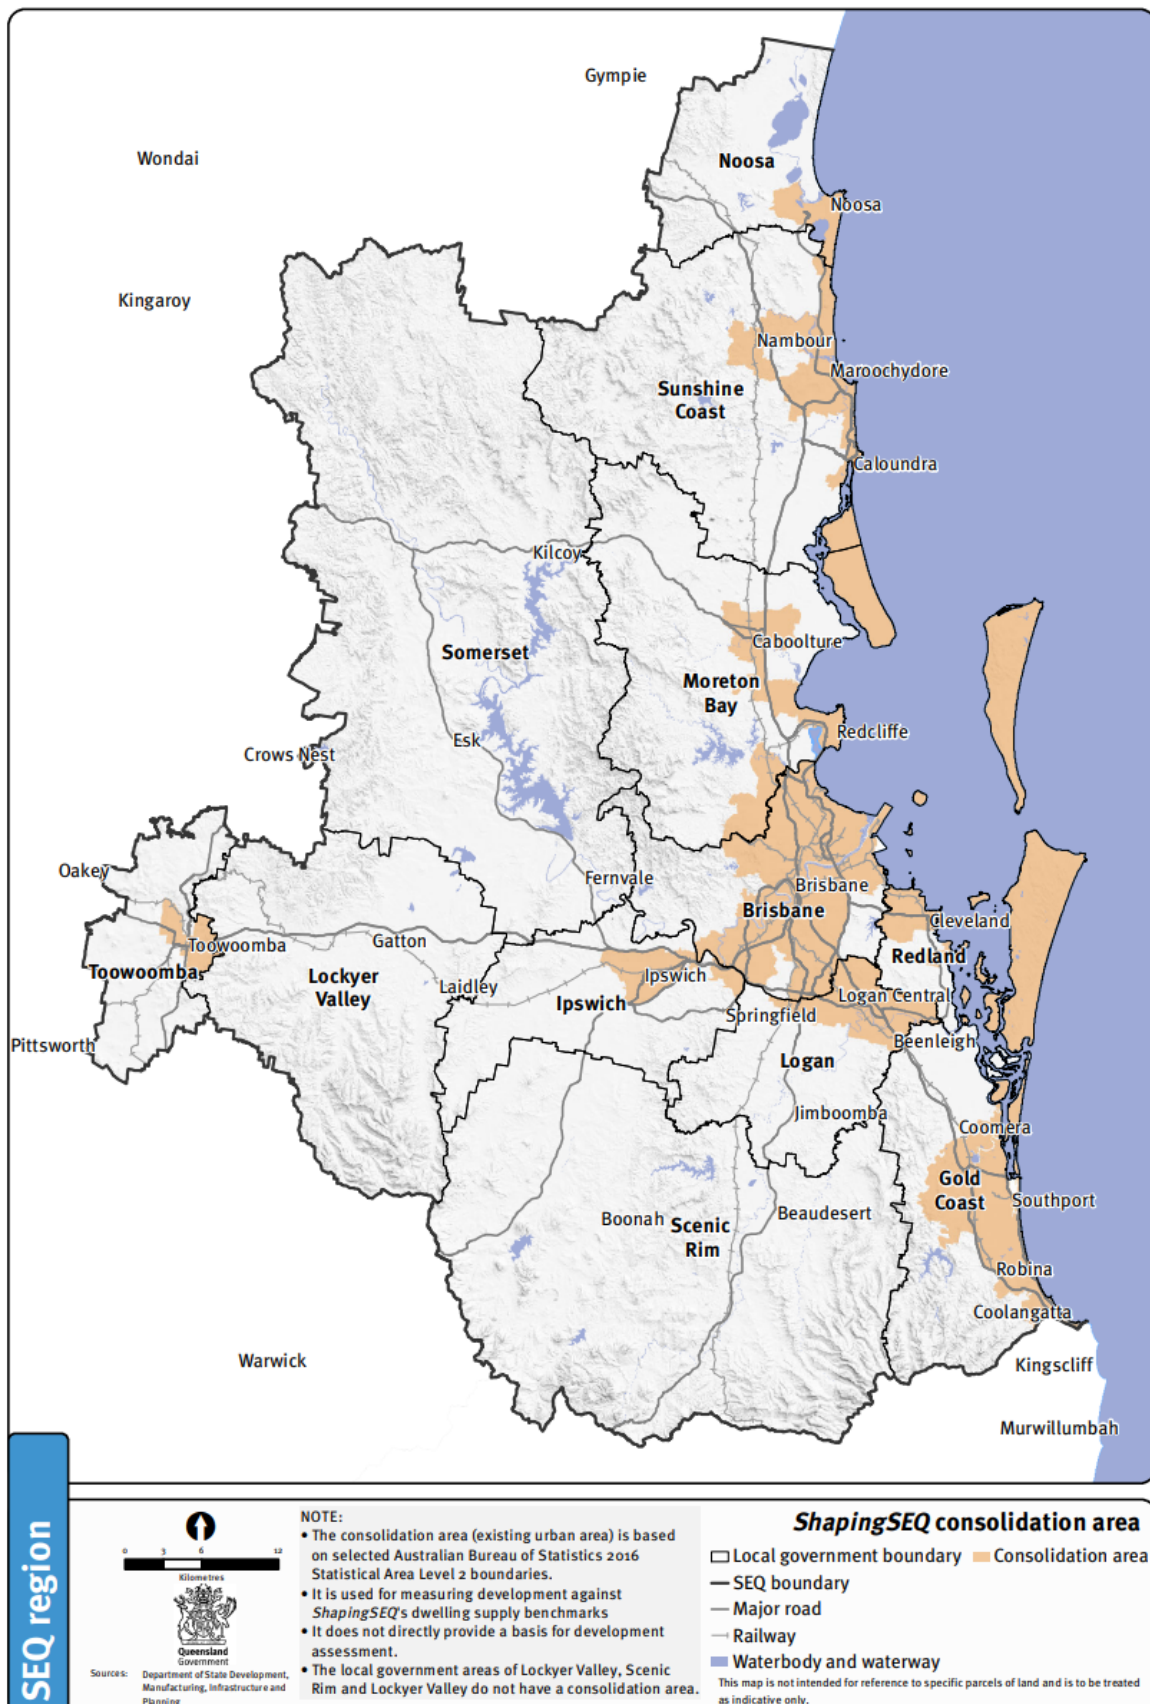 Gympie
Wondai
Noosa
Noosa
Kingaroy
Nambour
Maroochydore
Sunshine
Coast
Caloundra
Kilcoy
Caboolture
Somerset
Moreton
Bay
Redcliffe
Esk
Crows Nest
Oakey
Fernvale
Brisbane
Brisbane
Cleveland
Toowoomba
Gatton
Redland
Toowoomba
Lockyer
Valley
Laidley
Ipswich
Ipswich
Logan Central
Springfield
Pittsworth
Beenleigh
Logan
Jimboomba
Coomera
Gold
Coast
Southport
Boonah
Scenic
Rim
Beaudesert
Robina
Coolangatta
Warwick
Kingscliff
Murwillumbah
SEQ region
0 3 6 12
Kilometres
Queensland
Government
Sources: Department of State Development,
Manufacturing, Infrastructure and
Planning
NOTE:
• The consolidation area (existing urban area) is based
on selected Australian Bureau of Statistics 2016
Statistical Area Level 2 boundaries.
• It is used for measuring development against
ShapingSEQ's dwelling supply benchmarks
• It does not directly provide a basis for development
assessment.
• The local government areas of Lockyer Valley, Scenic
Rim and Lockyer Valley do not have a consolidation area.
ShapingSEQ consolidation area
Local government boundary Consolidation area
SEQ boundary
Major road
Railway
Waterbody and waterway
This map is not intended for reference to specific parcels of land and is to be treated
as indicative only.